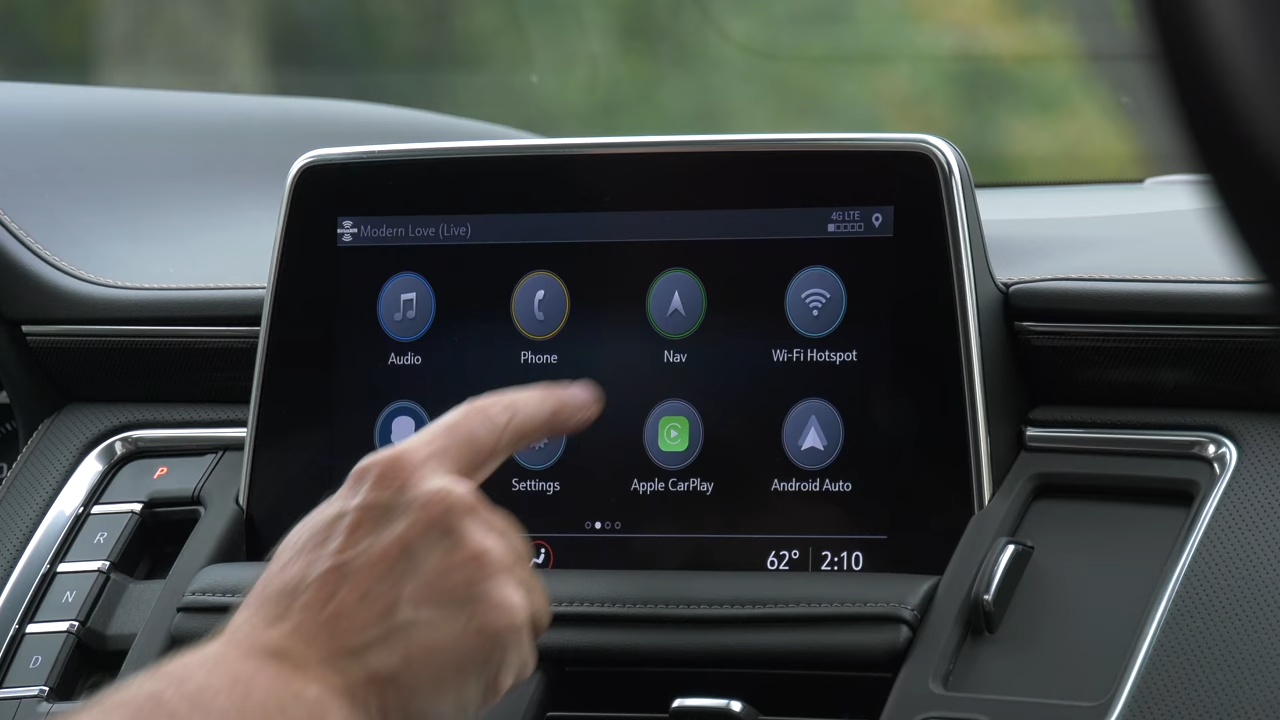 4G LTE
SiriusXM Modern Love (Live)
Audio Phone Nav Wi-Fi Hotspot
Settings Apple CarPlay Android Auto
62° 2:10
P
R
N
D